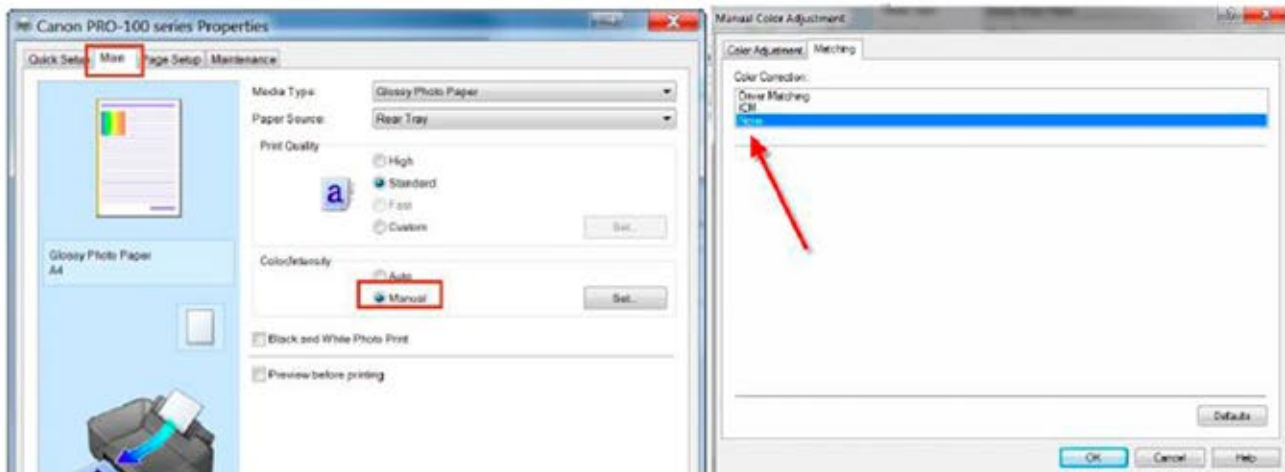 Canon PRO-100 series Properties
Quick Setup Main Page Setup Maintenance
Media Type: Glossy Photo Paper
Paper Source: Rear Tray
Print Quality
High
a Standard
Fast
Custom Set...
Glossy Photo Paper
A4
Color/Intensity
Auto
Manual Set...
Black and White Photo Print
Preview before printing
Manual Color Adjustment
Color Adjustment Matching
Color Correction:
Driver Matching
ICM
None
Defaults
OK Cancel Help